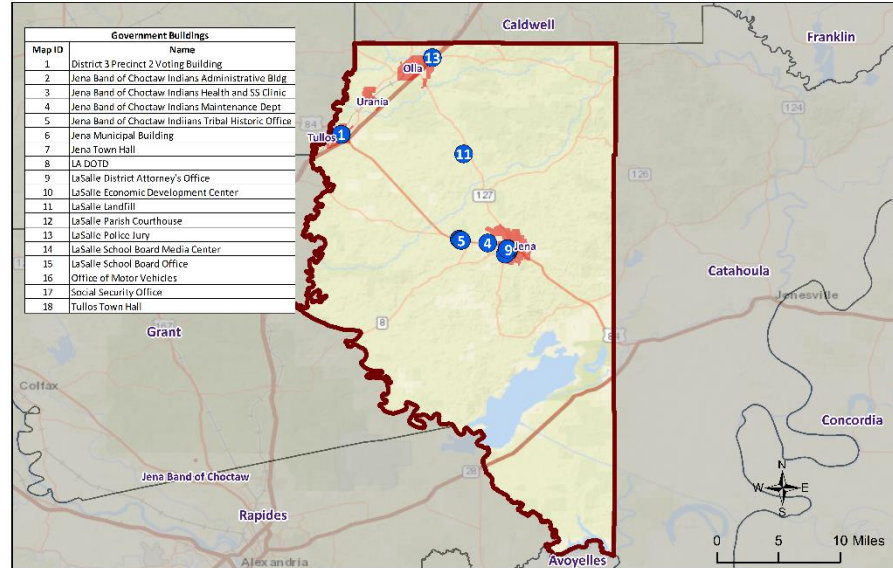 Caldwell
Franklin
Government Buildings
Map ID Name
1 District 3 Precinct 2 Voting Building
2 Jena Band of Choctaw Indians Administrative Bldg
3 Jena Band of Choctaw Indians Health and SS Clinic
4 Jena Band of Choctaw Indians Maintenance Dept
5 Jena Band of Choctaw Indiians Tribal Historic Office
6 Jena Municipal Building
7 Jena Town Hall
8 LA DOTD
9 LaSalle District Attorney's Office
10 LaSalle Economic Development Center
11 LaSalle Landfill
12 LaSalle Parish Courthouse
13 LaSalle Police Jury
14 LaSalle School Board Media Center
15 LaSalle School Board Office
16 Office of Motor Vehicles
17 Social Security Office
18 Tullos Town Hall
13
Olla
Urania
84
Tullos
1
124
11
126
127
5
4
9
Jena
Catahoula
Jonesville
8
84
Grant
167
Colfax
Concordia
28
Jena Band of Choctaw
Rapides
N
W E
S
Alexandria
Avoyelles
0 5 10 Miles